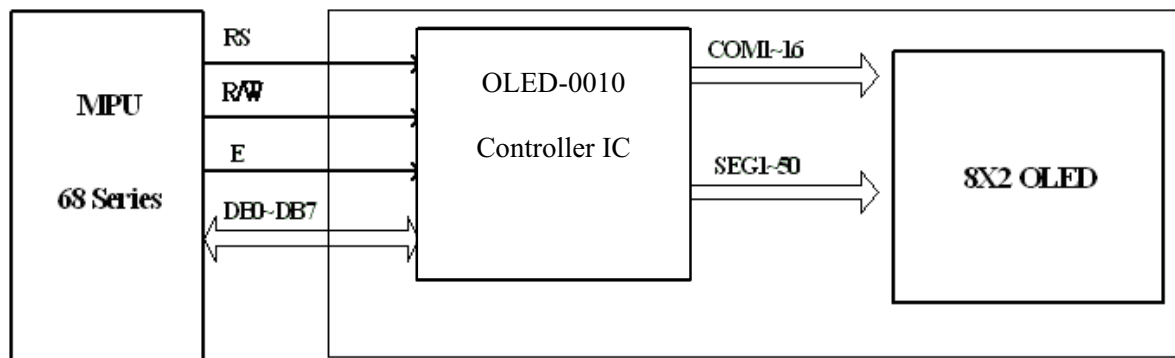 MPU
68 Series
RS
R/W
E
DB0~DB7
OLED-0010
Controller IC
COM1~16
SEG1~50
8X2 OLED